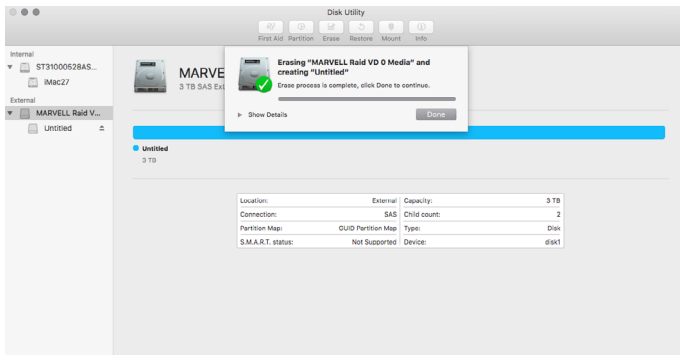 Disk Utility
First Aid Partition Erase Restore Mount Info
Internal
ST31000528AS...
iMac27
External
MARVELL Raid V...
Untitled
MARVE
3 TB SAS
Erasing "MARVELL Raid VD 0 Media" and
creating "Untitled"
Erase process is complete, click Done to continue.
Show Details
Done
Untitled
3 TB
Location: External Capacity: 3 TB
Connection: SAS Child count: 2
Partition Map: GUID Partition Map Type: Disk
S.M.A.R.T. status: Not Supported Device: disk1